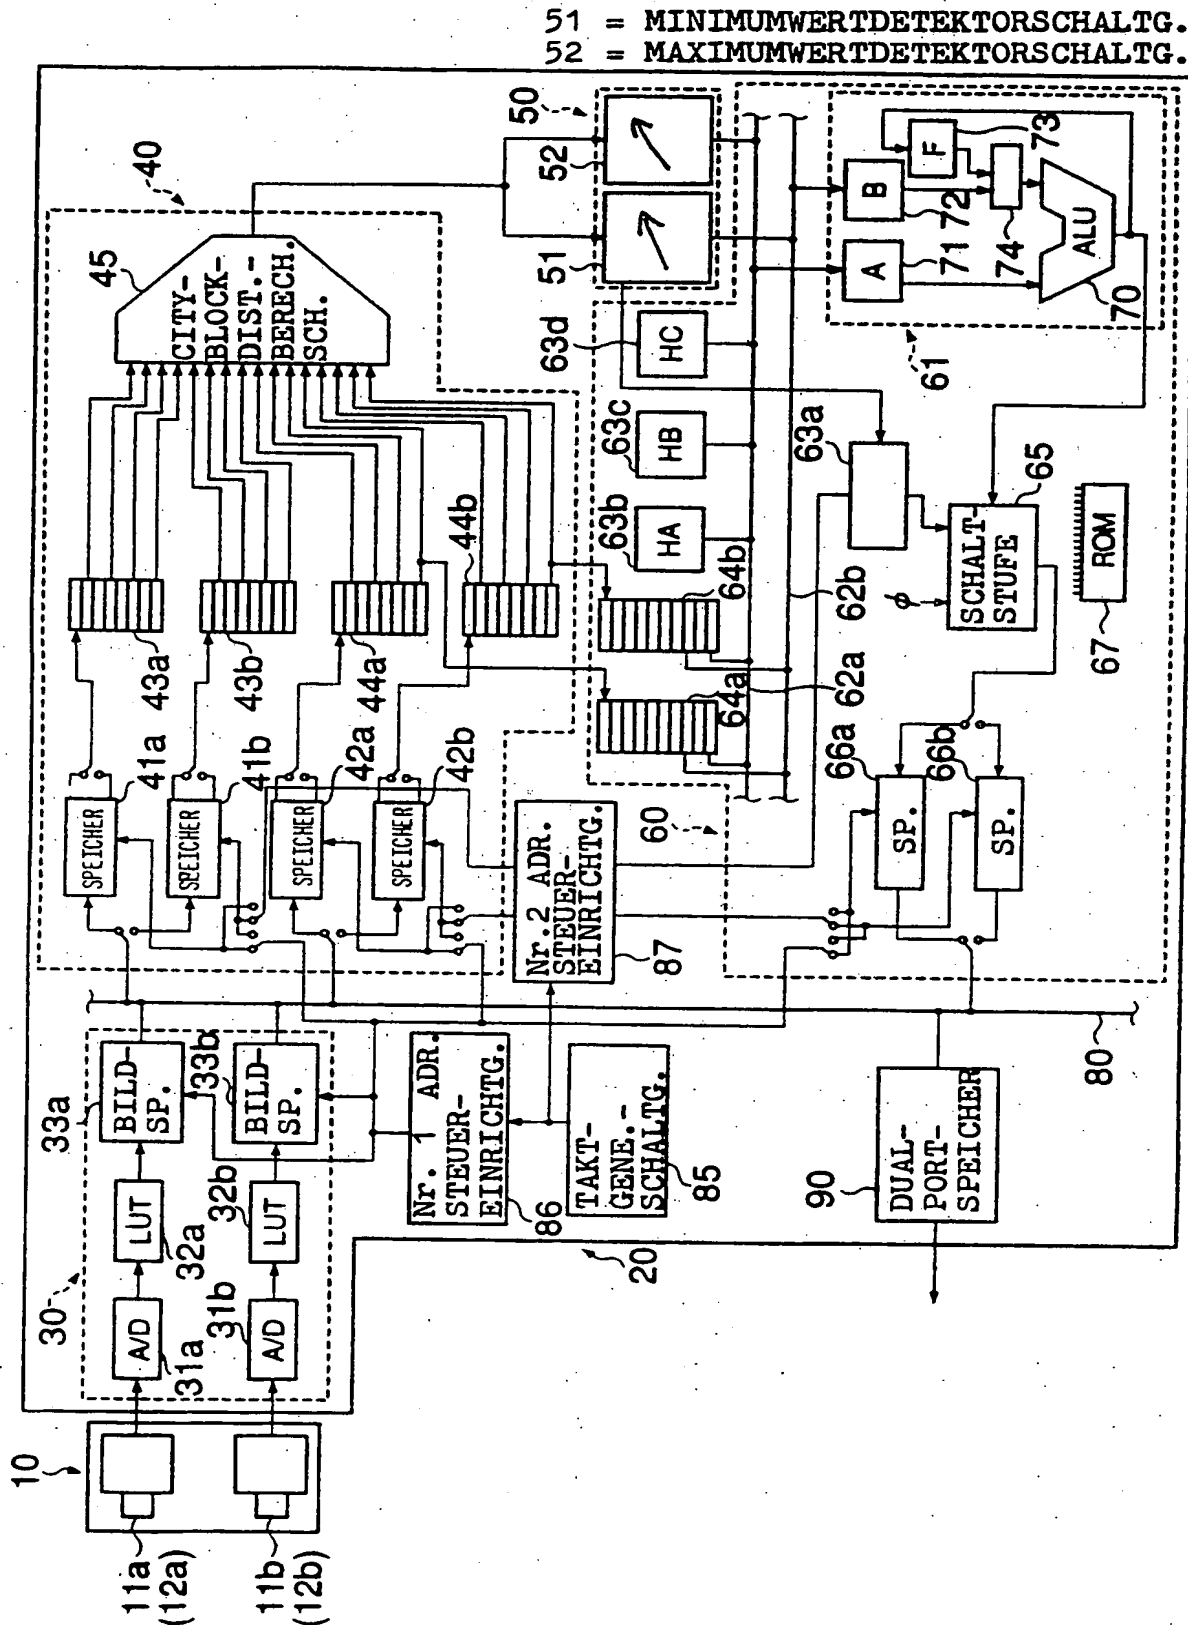 51 = MINIMUMWERTDETEKTORSCHALTG.
52 = MAXIMUMWERTDETEKTORSCHALTG.
10
11a
(12a)
11b
(12b)
20
30
A/D
31a
LUT
32a
BILD-
SP.
33a
A/D
31b
LUT
32b
BILD-
SP.
33b
Nr. 1 ADR.
STEUER-
EINRICHTG.
86
TAKT-
GENE.-
SCHALTG.
85
Nr.2 ADR.
STEUER-
EINRICHTG.
87
40
SPEICHER
41a
SPEICHER
41b
SPEICHER
42a
SPEICHER
42b
43a
43b
44a
44b
CITY-
BLOCK-
DIST.-
BERECH.
SCH.
45
50
51
52
60
HA
63b
HB
63c
HC
63d
64a
64b
62a
62b
63a
SCHALT-
STUFE
65
ϕ
SP.
66a
SP.
66b
ROM
67
61
A
71
B
72
F
73
74
ALU
70
80
DUAL-
PORT-
SPEICHER
90